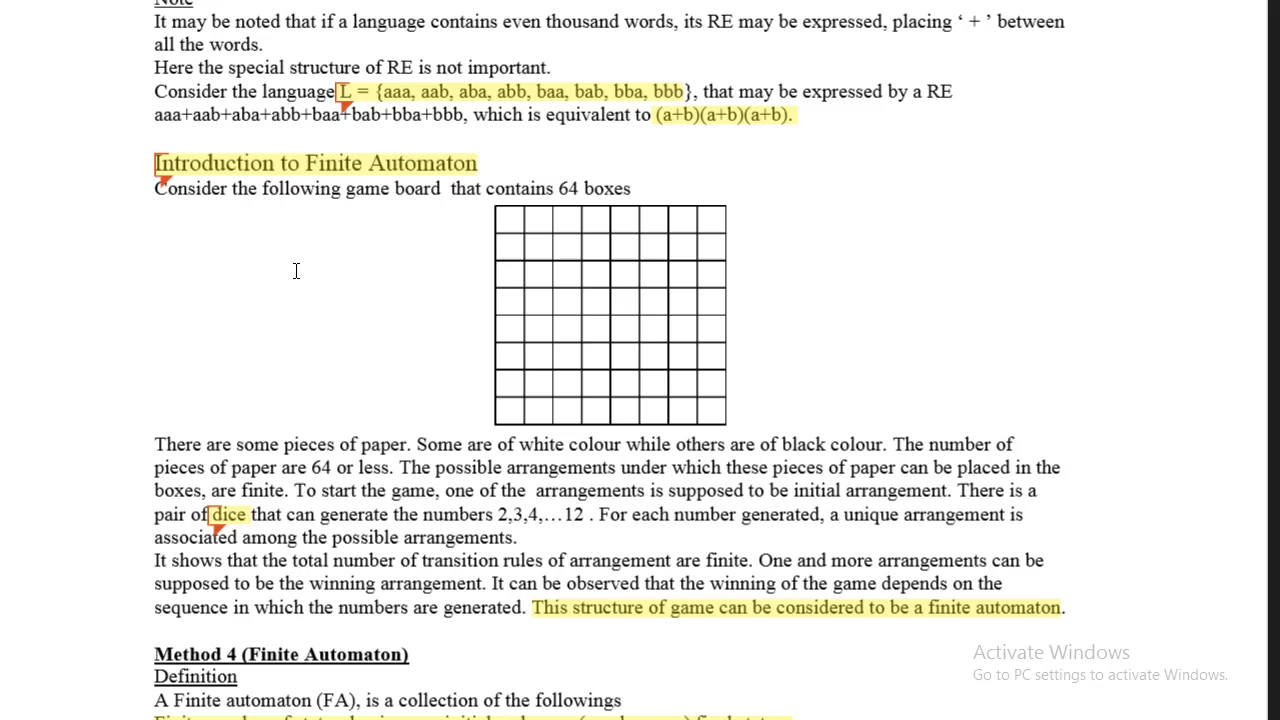 Note
It may be noted that if a language contains even thousand words, its RE may be expressed, placing ‘ + ’ between
all the words.
Here the special structure of RE is not important.
Consider the language L = {aaa, aab, aba, abb, baa, bab, bba, bbb}, that may be expressed by a RE
aaa+aab+aba+abb+baa+bab+bba+bbb, which is equivalent to (a+b)(a+b)(a+b).
Introduction to Finite Automaton
Consider the following game board that contains 64 boxes
There are some pieces of paper. Some are of white colour while others are of black colour. The number of
pieces of paper are 64 or less. The possible arrangements under which these pieces of paper can be placed in the
boxes, are finite. To start the game, one of the arrangements is supposed to be initial arrangement. There is a
pair of dice that can generate the numbers 2,3,4,…12 . For each number generated, a unique arrangement is
associated among the possible arrangements.
It shows that the total number of transition rules of arrangement are finite. One and more arrangements can be
supposed to be the winning arrangement. It can be observed that the winning of the game depends on the
sequence in which the numbers are generated. This structure of game can be considered to be a finite automaton.
Method 4 (Finite Automaton)
Definition
A Finite automaton (FA), is a collection of the followings
Activate Windows
Go to PC settings to activate Windows.